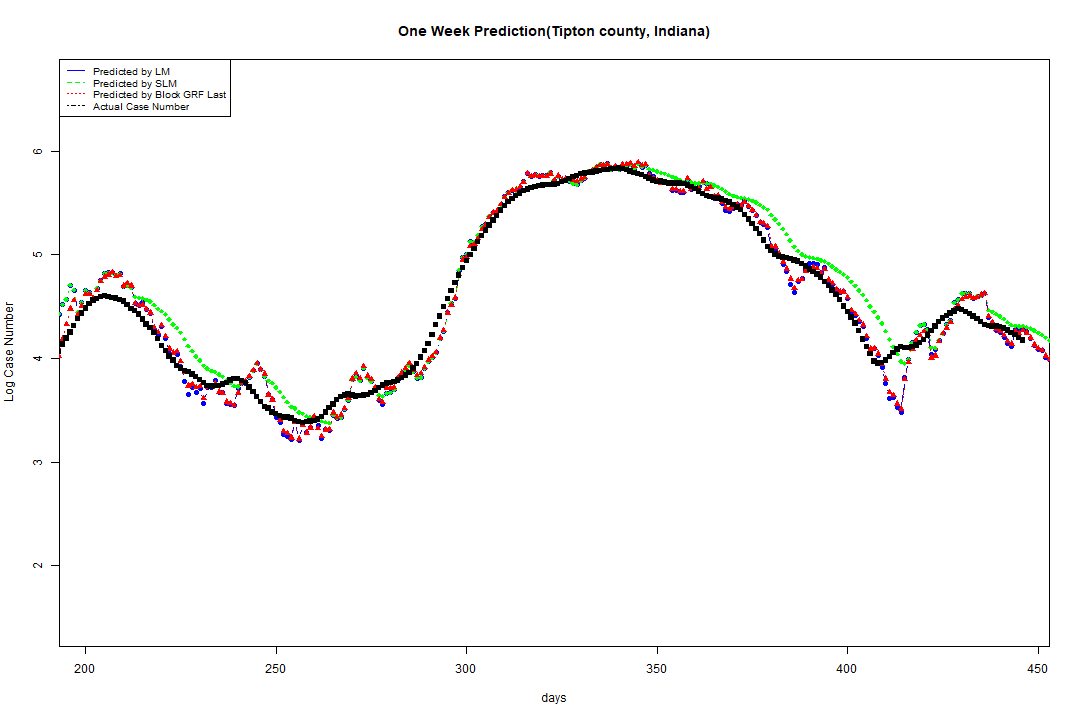 One Week Prediction(Tipton county, Indiana)
Predicted by LM
Predicted by SLM
Predicted by Block GRF Last
Actual Case Number
6
5
4
3
2
Log Case Number
200 250 300 350 400 450
days